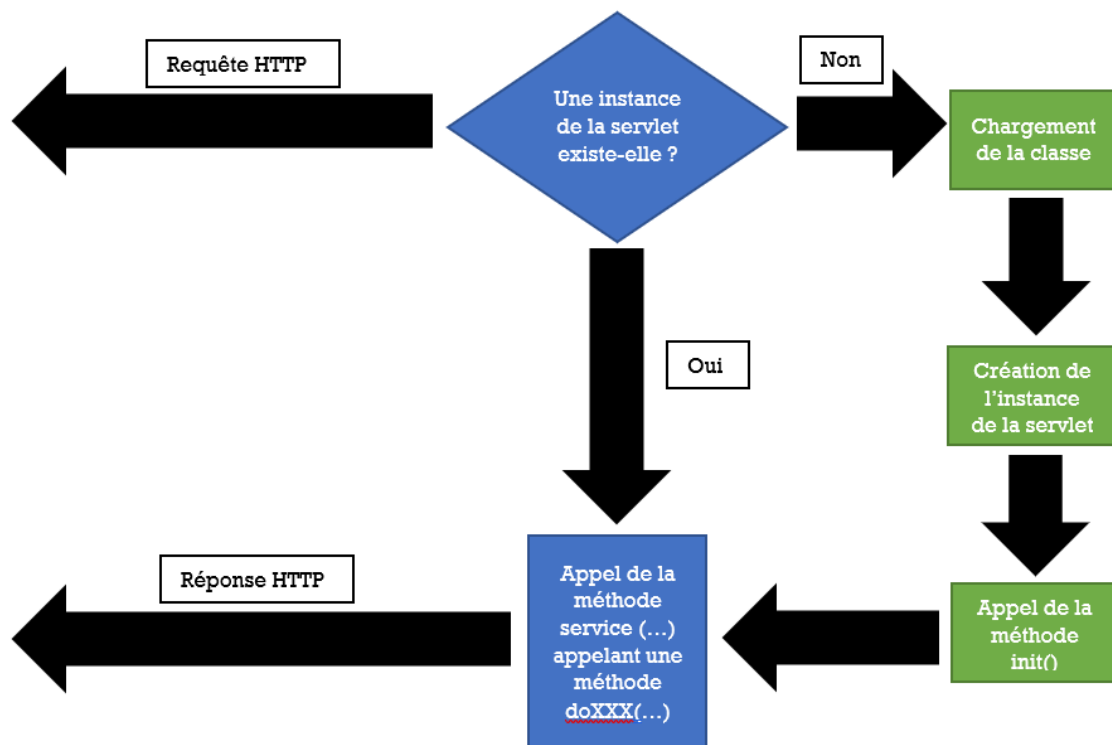 Requête HTTP
Une instance
de la servlet
existe-elle ?
Non
Chargement
de la classe
Oui
Création de
l'instance
de la servlet
Réponse HTTP
Appel de la
méthode
service (...)
appelant une
méthode
doXXX(...)
Appel de la
méthode
init()